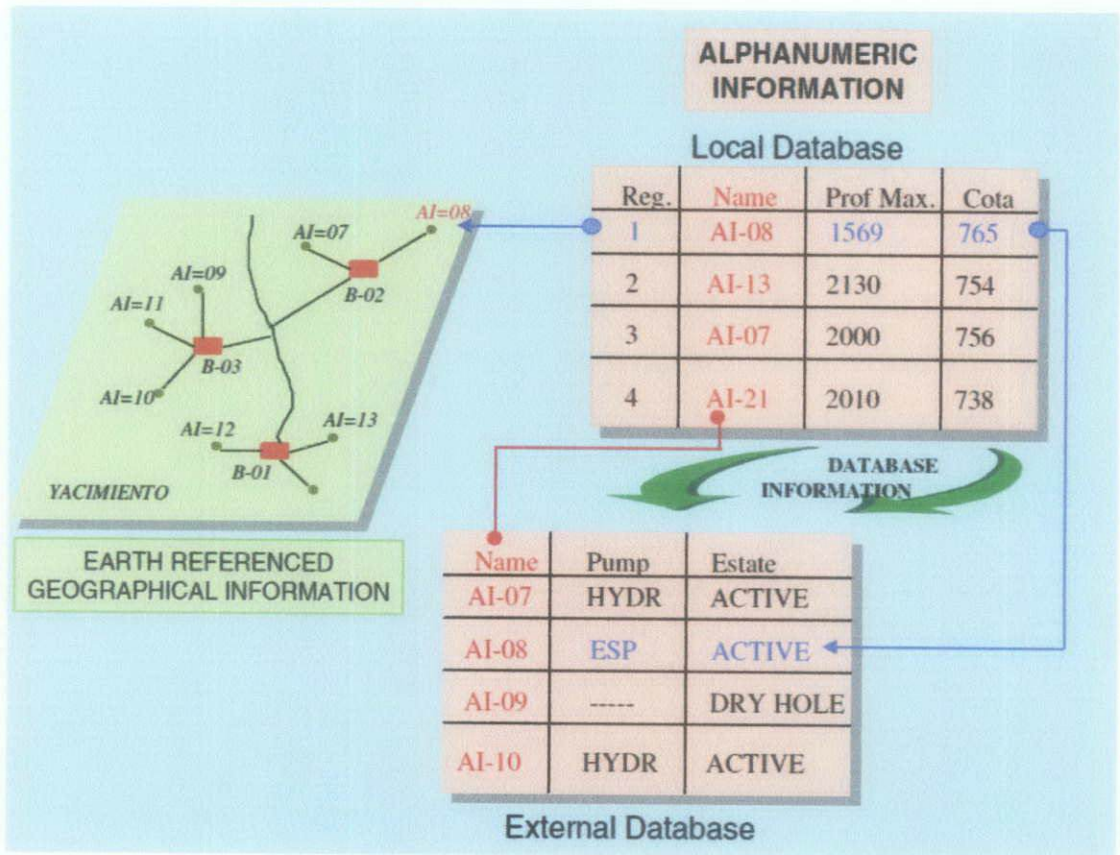 ALPHANUMERIC
INFORMATION
Local Database
Reg. Name Prof Max. Cota
1 AI-08 1569 765
2 AI-13 2130 754
3 AI-07 2000 756
4 AI-21 2010 738
AI=08
AI=07
AI=09
B-02
AI=11
B-03
AI=10
AI=12
AI=13
B-01
YACIMIENTO
EARTH REFERENCED
GEOGRAPHICAL INFORMATION
DATABASE
INFORMATION
Name Pump Estate
AI-07 HYDR ACTIVE
AI-08 ESP ACTIVE
AI-09 ----- DRY HOLE
AI-10 HYDR ACTIVE
External Database